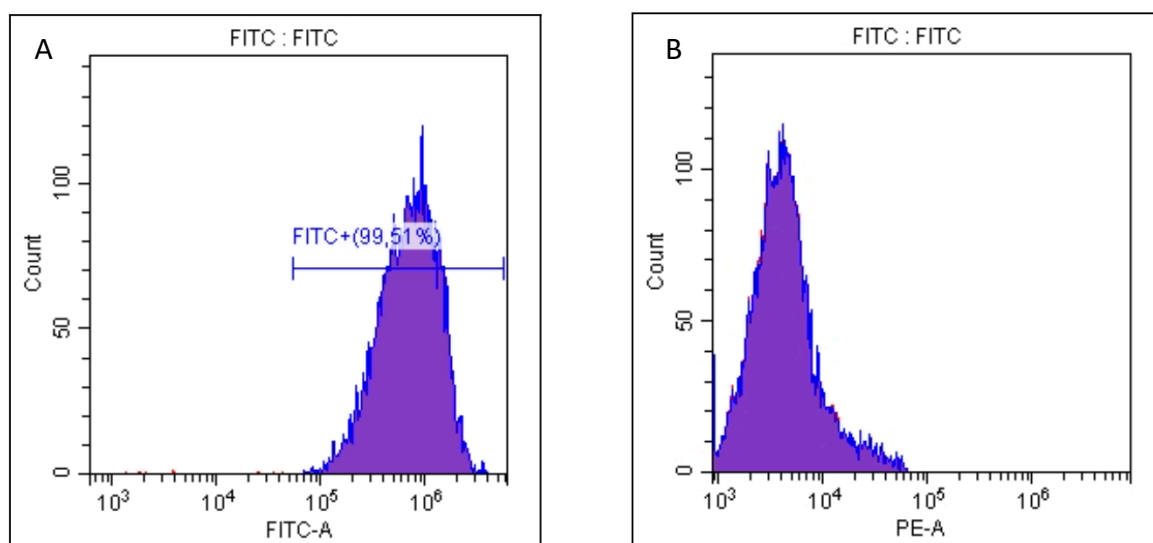 A
FITC : FITC
FITC+(99,51%)
Count
100
50
0
10³ 10⁴ 10⁵ 10⁶
FITC-A
B
FITC : FITC
Count
100
50
0
10³ 10⁴ 10⁵ 10⁶
PE-A